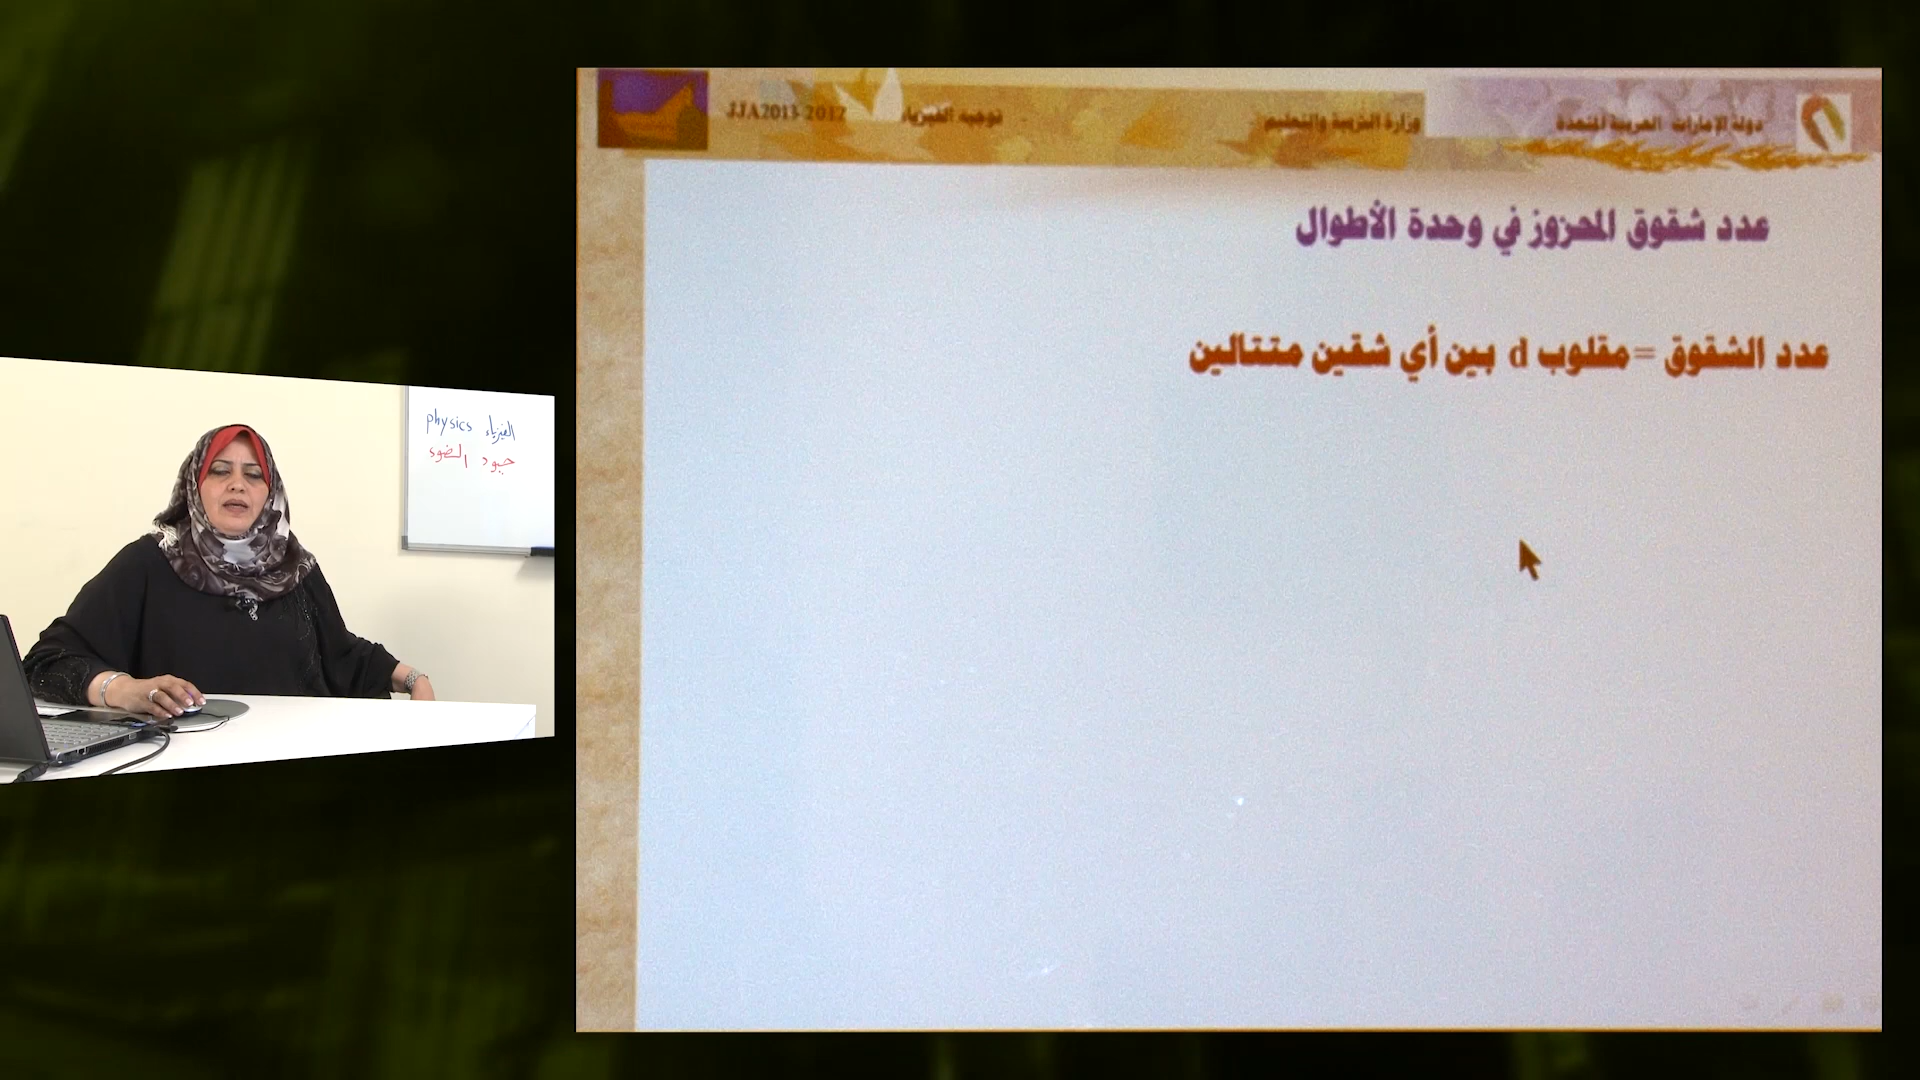 دولة الإمارات العربية المتحدة
وزارة التربية والتعليم
توجيه الفيزياء
JJA2013-2017
عدد شقوق المحزوز في وحدة الأطوال
عدد الشقوق = مقلوب d بين أي شقين متتالين
physics الفيزياء
حيود الضوء